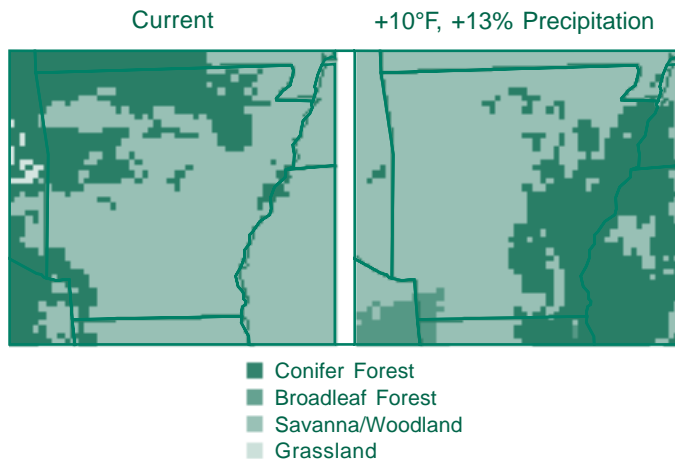 Current
+10°F, +13% Precipitation
Conifer Forest
Broadleaf Forest
Savanna/Woodland
Grassland